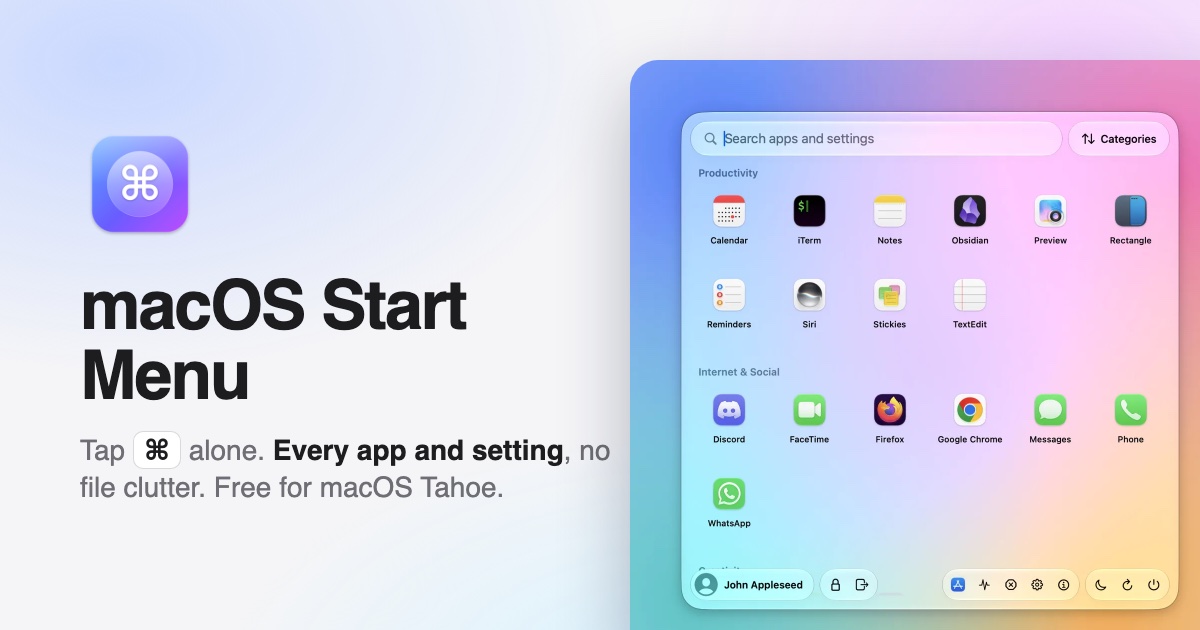 macOS Start
Menu
Tap ⌘ alone. Every app and setting, no
file clutter. Free for macOS Tahoe.
Search apps and settings
Categories
Productivity
Calendar
$
iTerm
Notes
Obsidian
Preview
Rectangle
Reminders
Siri
Stickies
TextEdit
Internet & Social
Discord
FaceTime
Firefox
Google Chrome
Messages
Phone
WhatsApp
John Appleseed